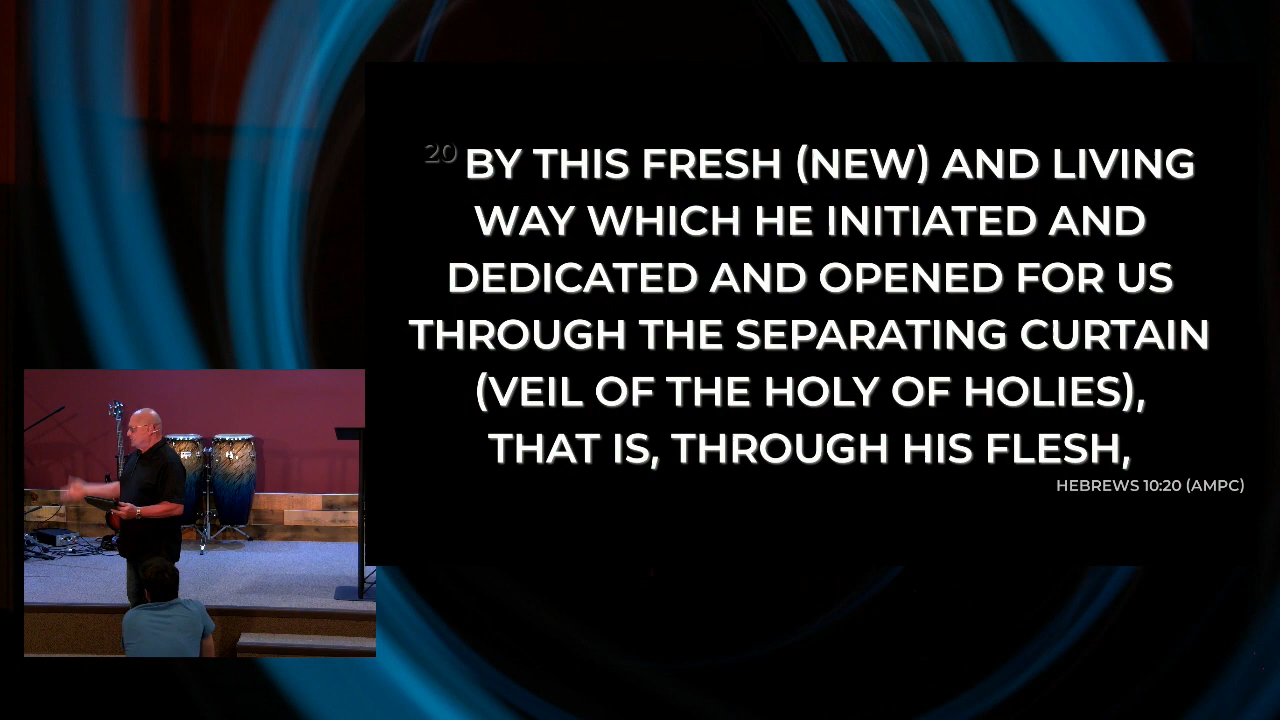 20 BY THIS FRESH (NEW) AND LIVING
WAY WHICH HE INITIATED AND
DEDICATED AND OPENED FOR US
THROUGH THE SEPARATING CURTAIN
(VEIL OF THE HOLY OF HOLIES),
THAT IS, THROUGH HIS FLESH,
HEBREWS 10:20 (AMPC)